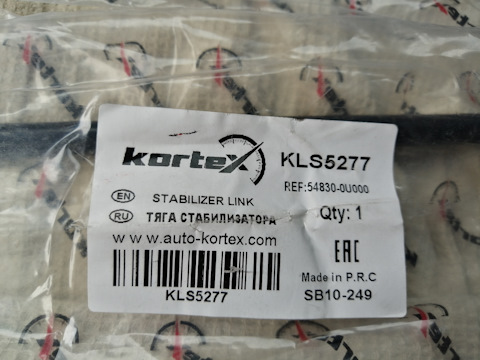 kortex
KLS5277
REF:54830-0U000
EN STABILIZER LINK
RU ТЯГА СТАБИЛИЗАТОРА
Qty: 1
www.auto-kortex.com
EAC
Made in P.R.C
KLS5277
SB10-249